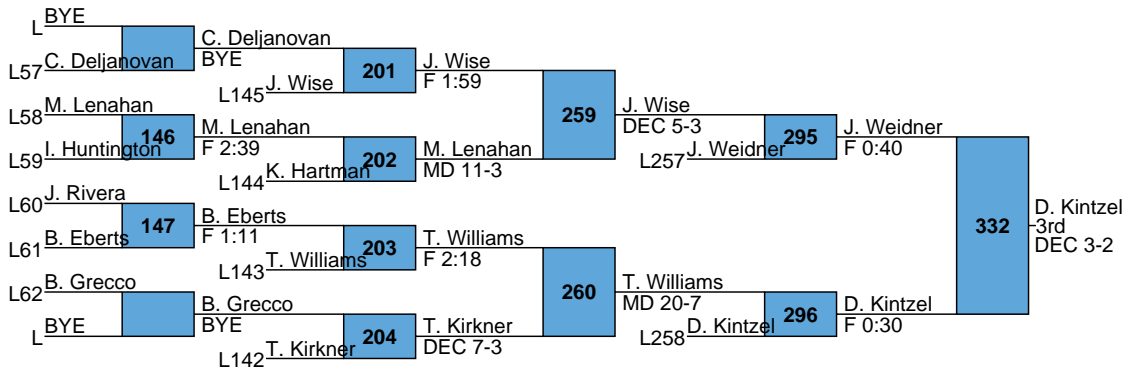 L BYE
L57 C. Deljanovan
C. Deljanovan
BYE
L145 J. Wise
201
J. Wise
F 1:59
L58 M. Lenahan
L59 I. Huntington
146
M. Lenahan
F 2:39
L144 K. Hartman
202
M. Lenahan
MD 11-3
259
J. Wise
DEC 5-3
L257 J. Weidner
295
J. Weidner
F 0:40
L60 J. Rivera
L61 B. Eberts
147
B. Eberts
F 1:11
L143 T. Williams
203
T. Williams
F 2:18
L62 B. Grecco
L BYE
B. Grecco
BYE
L142 T. Kirkner
204
T. Kirkner
DEC 7-3
260
T. Williams
MD 20-7
L258 D. Kintzel
296
D. Kintzel
F 0:30
332
D. Kintzel
3rd
DEC 3-2